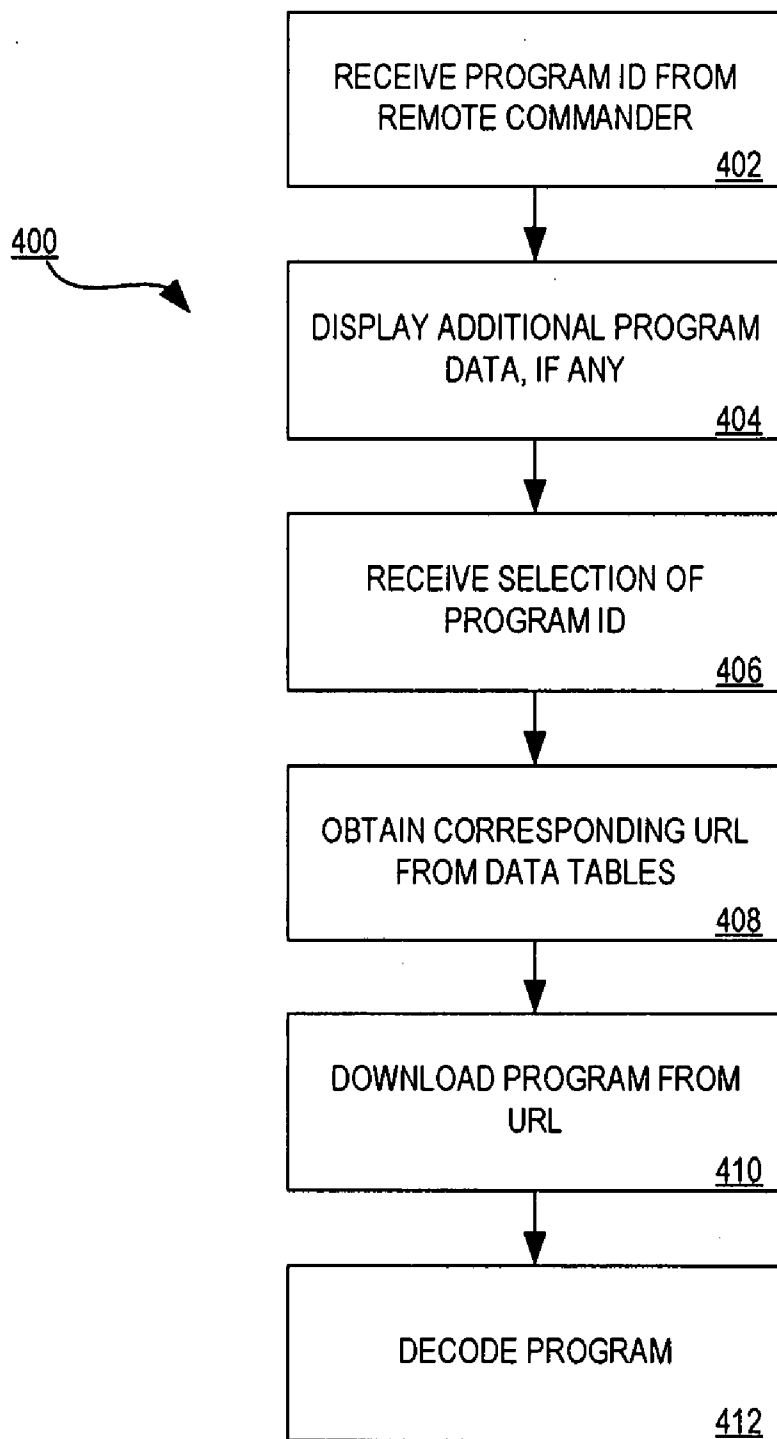 RECEIVE PROGRAM ID FROM
REMOTE COMMANDER
402
400
DISPLAY ADDITIONAL PROGRAM
DATA, IF ANY
404
RECEIVE SELECTION OF
PROGRAM ID
406
OBTAIN CORRESPONDING URL
FROM DATA TABLES
408
DOWNLOAD PROGRAM FROM
URL
410
DECODE PROGRAM
412